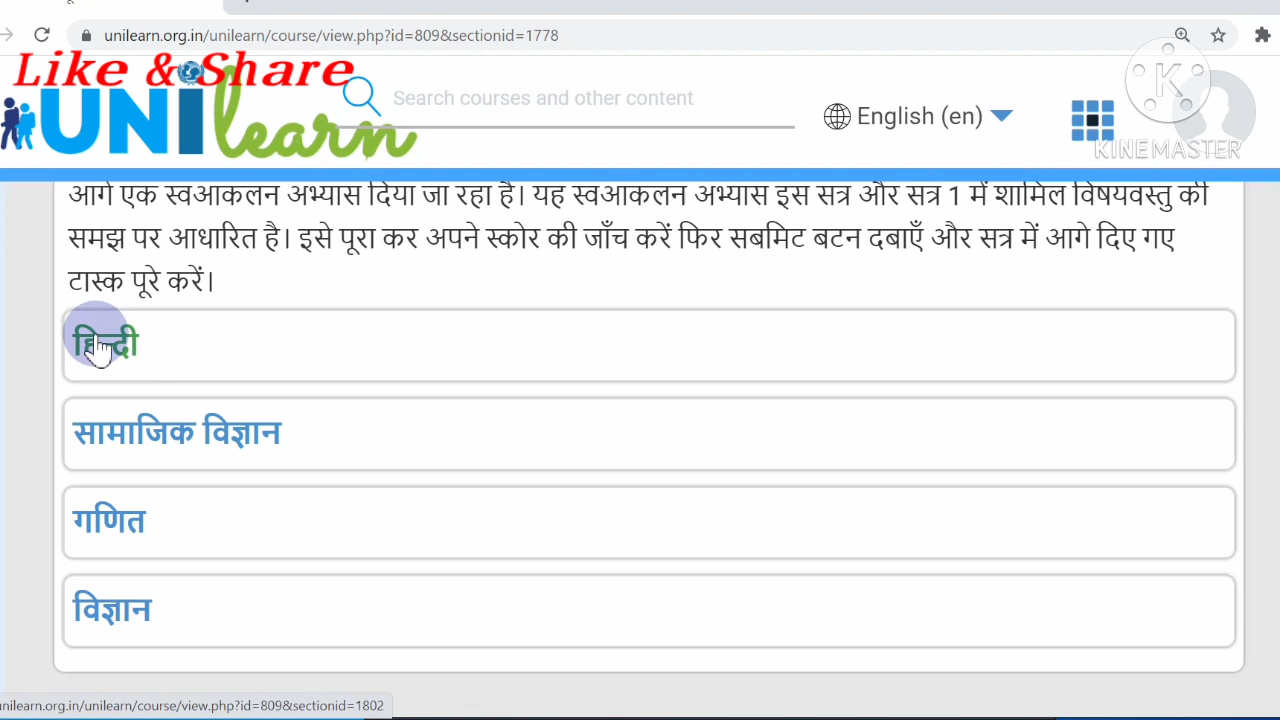 unilearn.org.in/unilearn/course/view.php?id=809&sectionid=1778
Like & Share
UNIlearn
Search courses and other content
English (en)
K
KINEMASTER
आगे एक स्वआकलन अभ्यास दिया जा रहा है। यह स्वआकलन अभ्यास इस सत्र और सत्र 1 में शामिल विषयवस्तु की
समझ पर आधारित है। इसे पूरा कर अपने स्कोर की जाँच करें फिर सबमिट बटन दबाएँ और सत्र में आगे दिए गए
टास्क पूरे करें।
हिन्दी
सामाजिक विज्ञान
गणित
विज्ञान
unilearn.org.in/unilearn/course/view.php?id=809&sectionid=1802